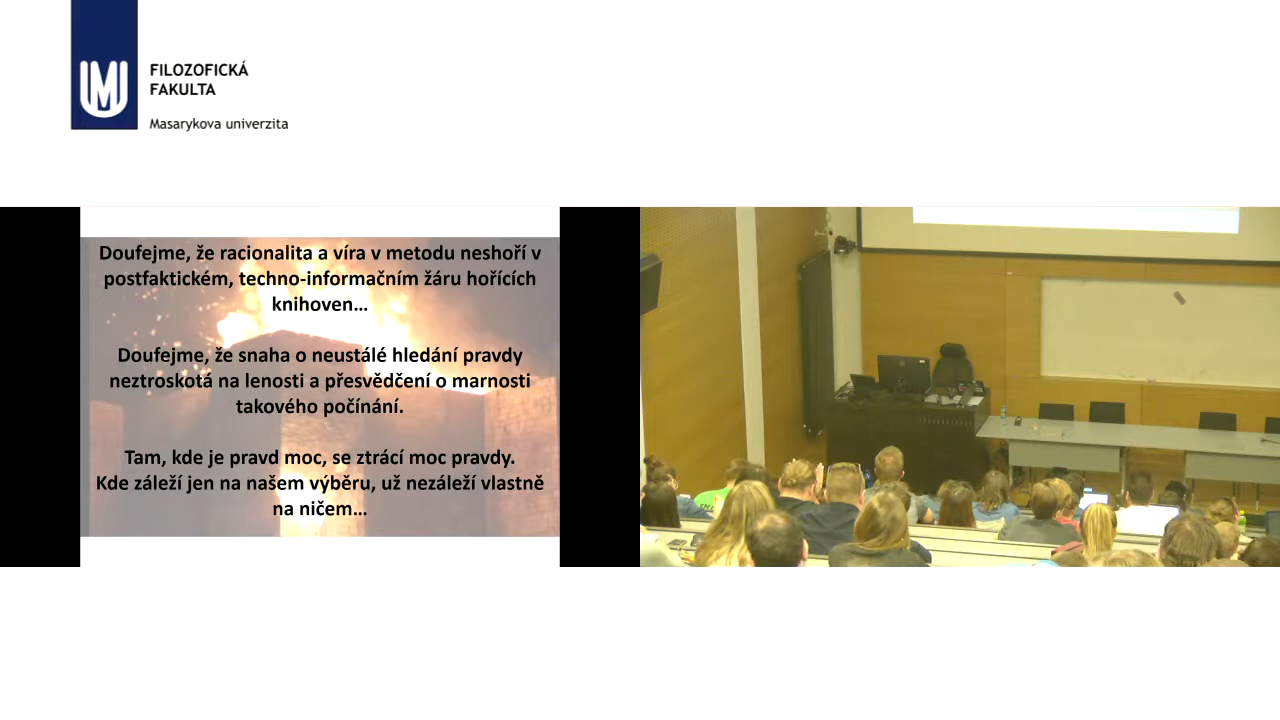 FILOZOFICKÁ
FAKULTA
Masarykova univerzita
Doufejme, že racionalita a víra v metodu neshoří v
postfaktickém, techno-informačním žáru hořících
knihoven...
Doufejme, že snaha o neustálé hledání pravdy
neztroskotá na lenosti a přesvědčení o marnosti
takového počínání.
Tam, kde je pravd moc, se ztrácí moc pravdy.
Kde záleží jen na našem výběru, už nezáleží vlastně
na ničem...